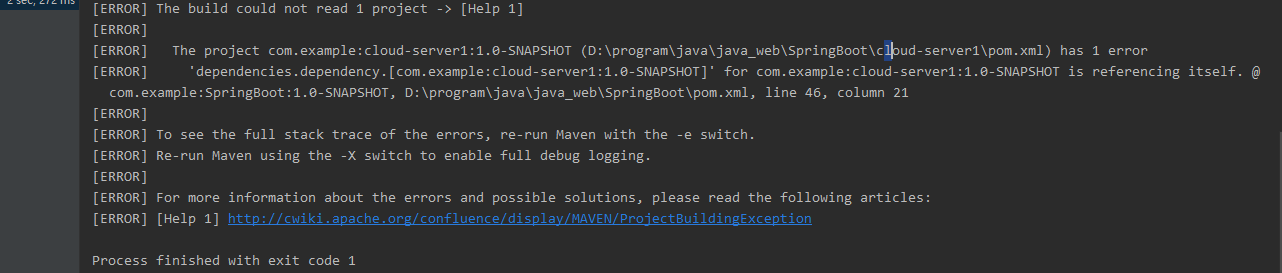 2 sec, 272 ms
[ERROR] The build could not read 1 project -> [Help 1]
[ERROR]
[ERROR]   The project com.example:cloud-server1:1.0-SNAPSHOT (D:\program\java\java_web\SpringBoot\cloud-server1\pom.xml) has 1 error
[ERROR]     'dependencies.dependency.[com.example:cloud-server1:1.0-SNAPSHOT]' for com.example:cloud-server1:1.0-SNAPSHOT is referencing itself. @
com.example:SpringBoot:1.0-SNAPSHOT, D:\program\java\java_web\SpringBoot\pom.xml, line 46, column 21
[ERROR]
[ERROR] To see the full stack trace of the errors, re-run Maven with the -e switch.
[ERROR] Re-run Maven using the -X switch to enable full debug logging.
[ERROR]
[ERROR] For more information about the errors and possible solutions, please read the following articles:
[ERROR] [Help 1] http://cwiki.apache.org/confluence/display/MAVEN/ProjectBuildingException
Process finished with exit code 1